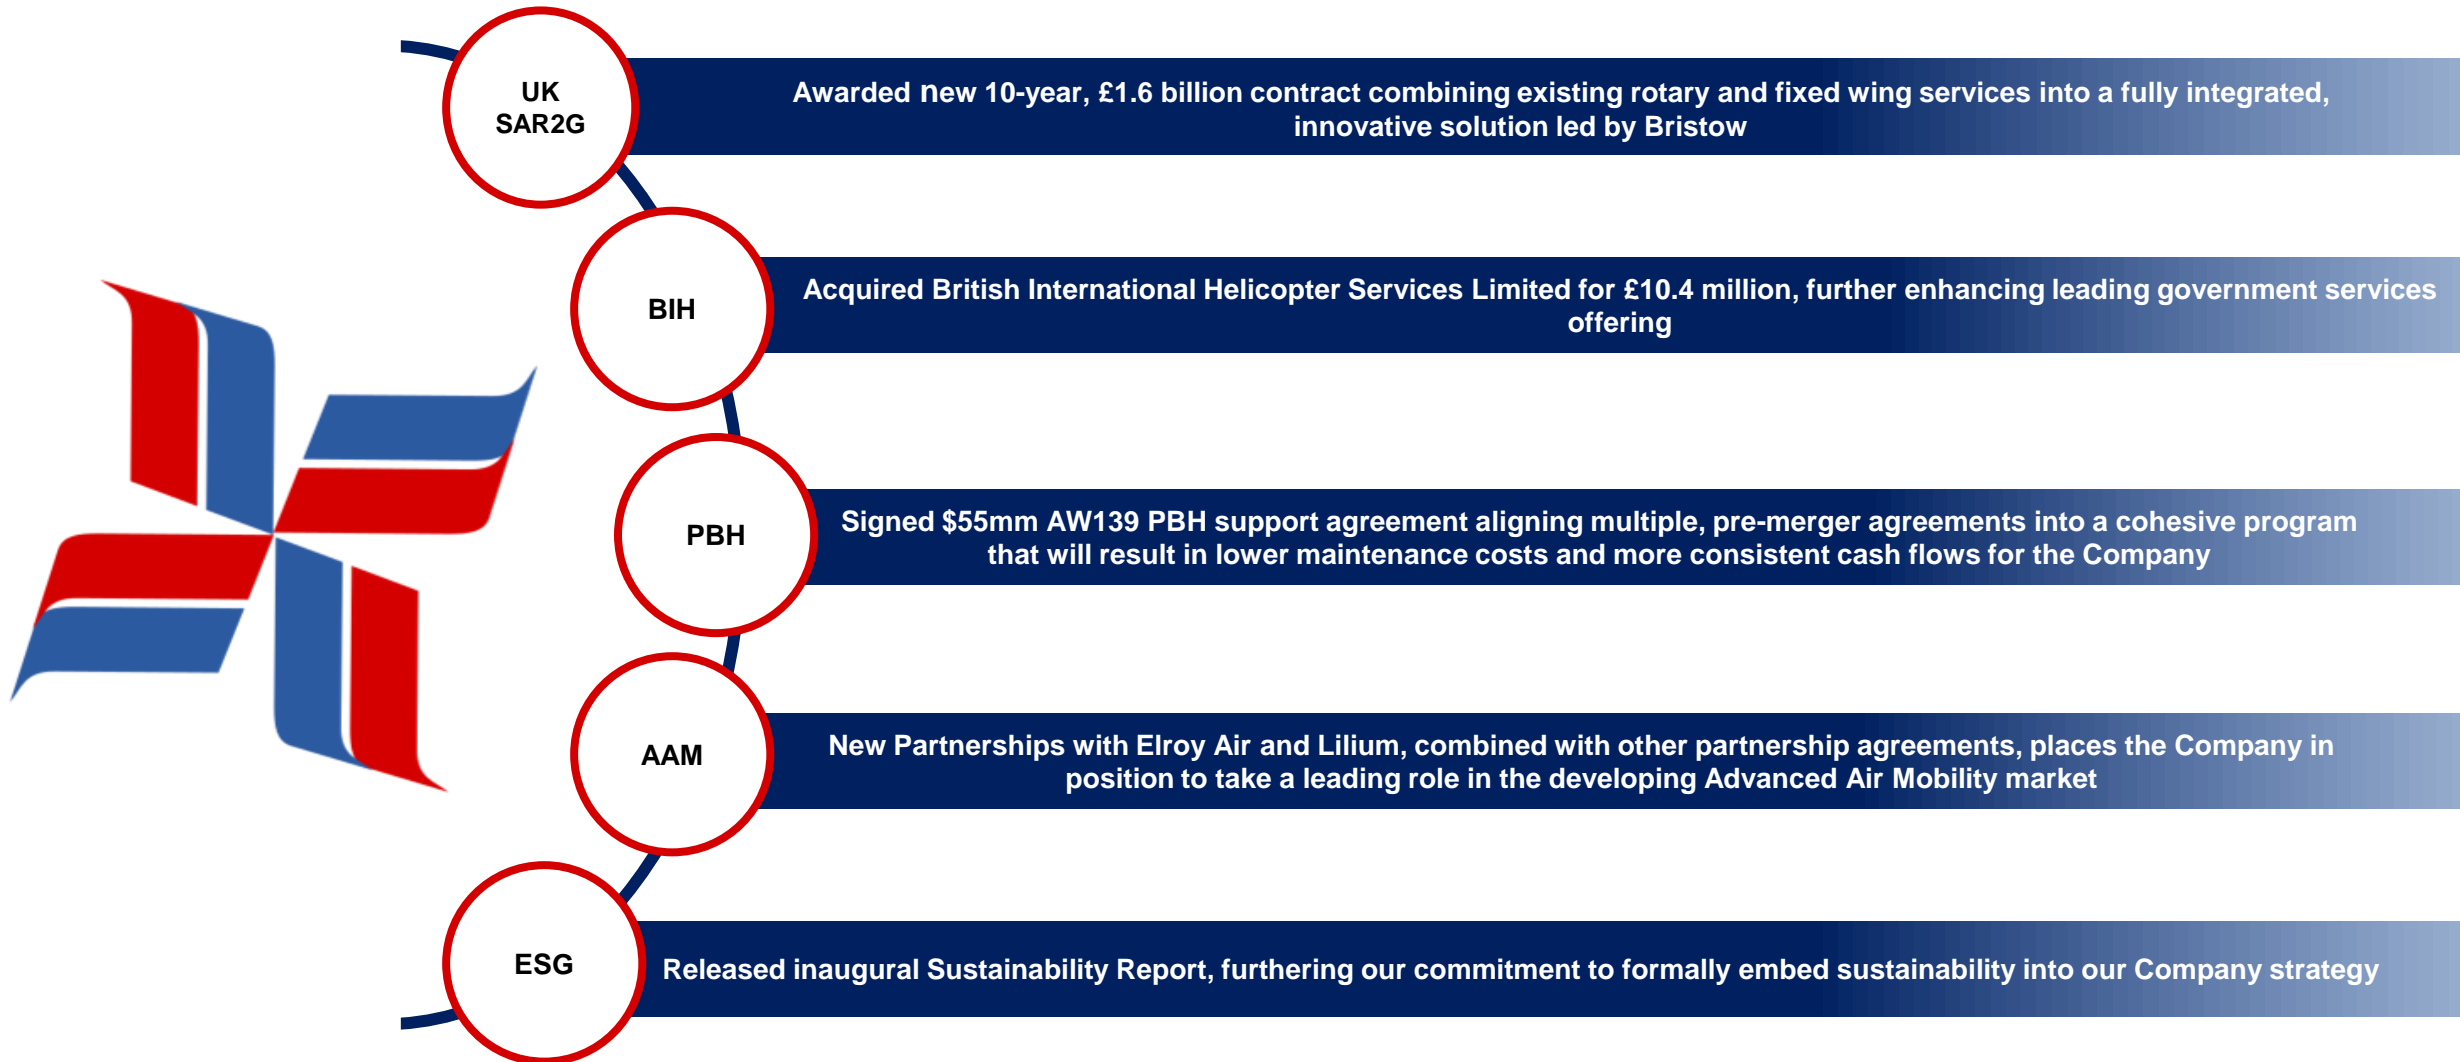 UK
SAR2G
Awarded new 10-year, £1.6 billion contract combining existing rotary and fixed wing services into a fully integrated,
innovative solution led by Bristow
BIH
Acquired British International Helicopter Services Limited for £10.4 million, further enhancing leading government services
offering
PBH
Signed $55mm AW139 PBH support agreement aligning multiple, pre-merger agreements into a cohesive program
that will result in lower maintenance costs and more consistent cash flows for the Company
AAM
New Partnerships with Elroy Air and Lilium, combined with other partnership agreements, places the Company in
position to take a leading role in the developing Advanced Air Mobility market
ESG
Released inaugural Sustainability Report, furthering our commitment to formally embed sustainability into our Company strategy